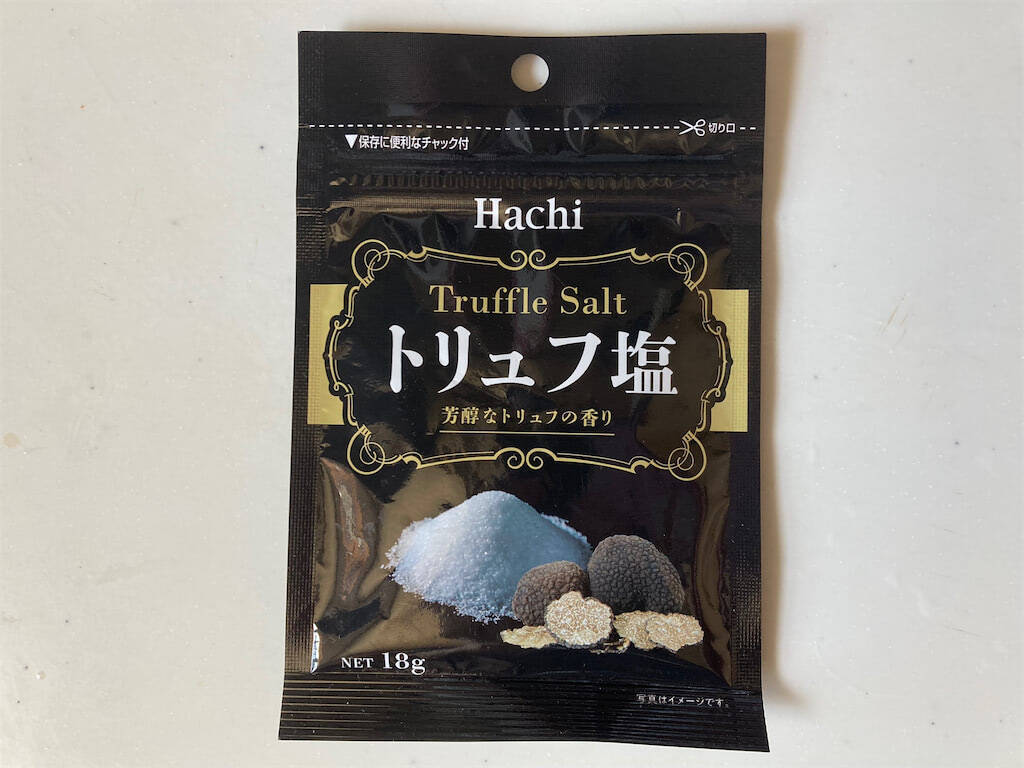 切り口
▼保存に便利なチャック付
Hachi
Truffle Salt
トリュフ塩
芳醇なトリュフの香り
NET 18g
写真はイメージです。